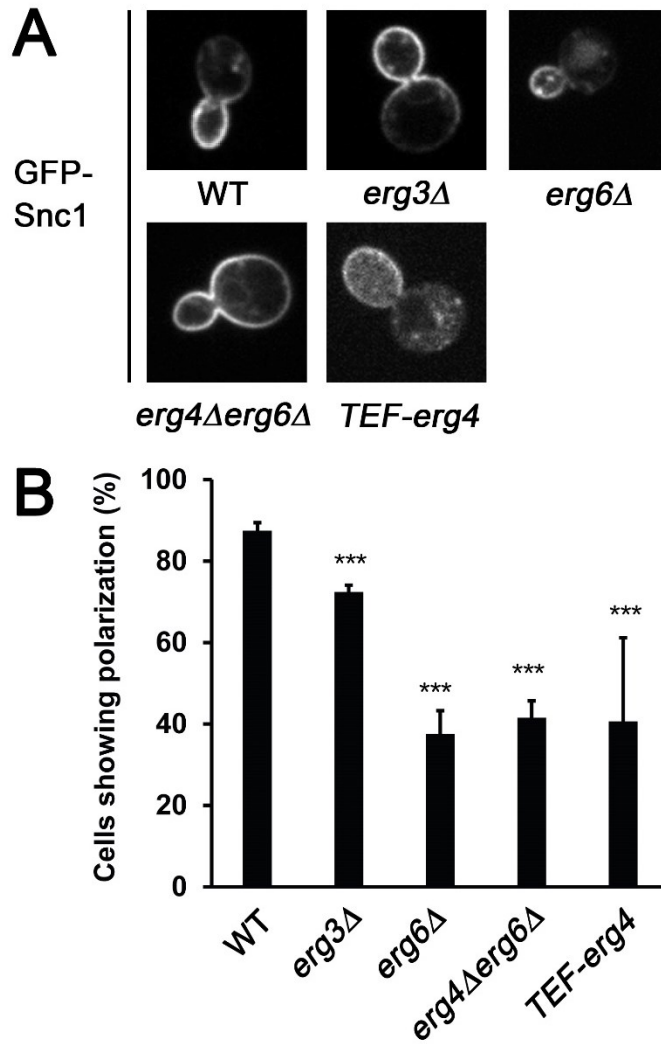 A
GFP-
Snc1
WT
erg3Δ
erg6Δ
erg4Δerg6Δ
TEF-erg4
B
Cells showing polarization (%)
100
80
60
40
20
0
***
***
***
***
WT
erg3Δ
erg6Δ
erg4Δerg6Δ
TEF-erg4